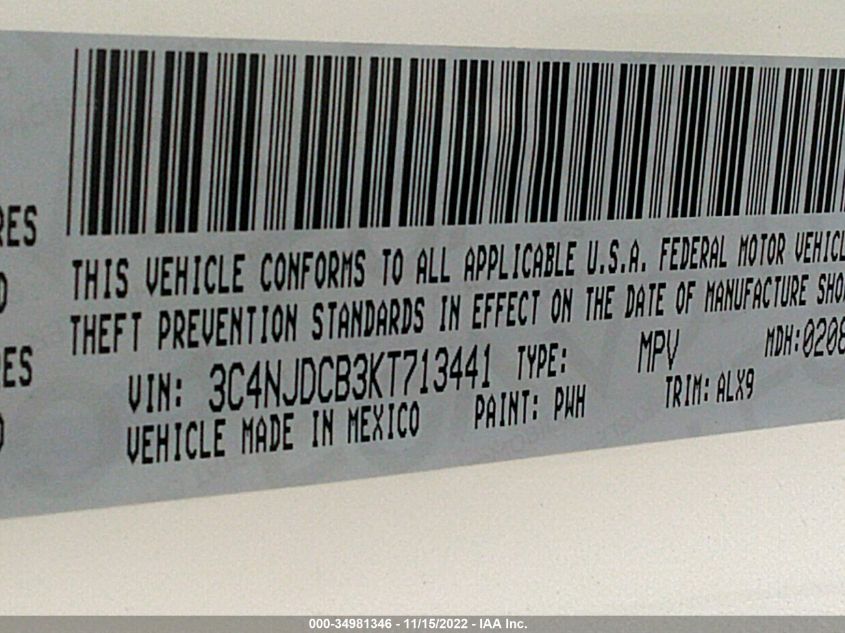 RES
THIS VEHICLE CONFORMS TO ALL APPLICABLE U.S.A. FEDERAL MOTOR VEHICL
THEFT PREVENTION STANDARDS IN EFFECT ON THE DATE OF MANUFACTURE SHO
RES
VIN: 3C4NJDCB3KT713441 TYPE: MPV MDH:0208
VEHICLE MADE IN MEXICO PAINT: PWH TRIM: ALX9
000-34981346 - 11/15/2022 - IAA Inc.